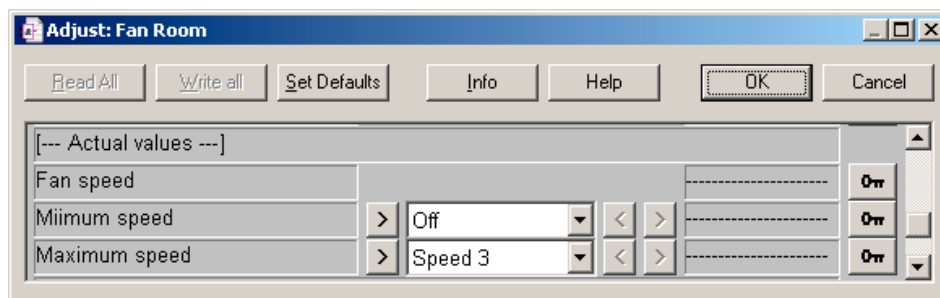 Adjust: Fan Room
Read All Write all Set Defaults Info Help OK Cancel
[--- Actual values ---]
Fan speed --------------------
Miimum speed > Off < > --------------------
Maximum speed > Speed 3 < > --------------------